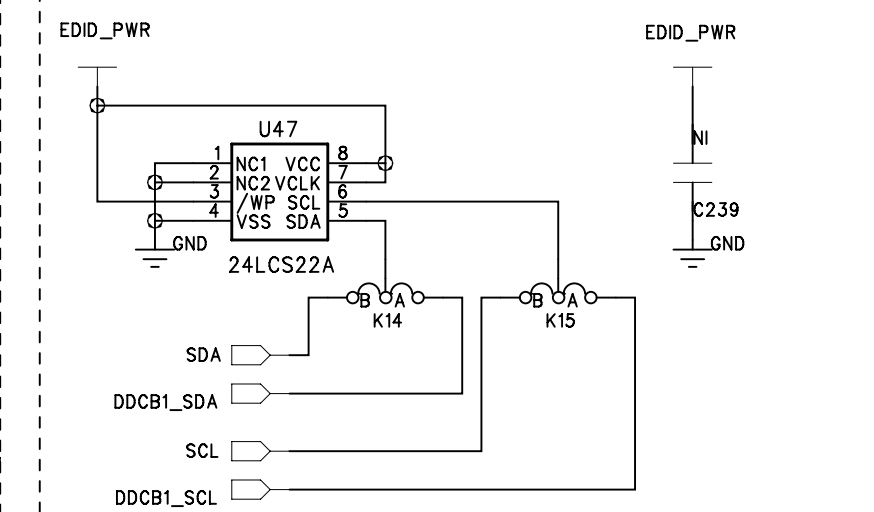 EDID_PWR
EDID_PWR
U47
NI
1 NC1 VCC 8
2 NC2 VCLK 7
3 /WP SCL 6
4 VSS SDA 5
C239
GND
GND
24LCS22A
B A
B A
K14
K15
SDA
DDCB1_SDA
SCL
DDCB1_SCL